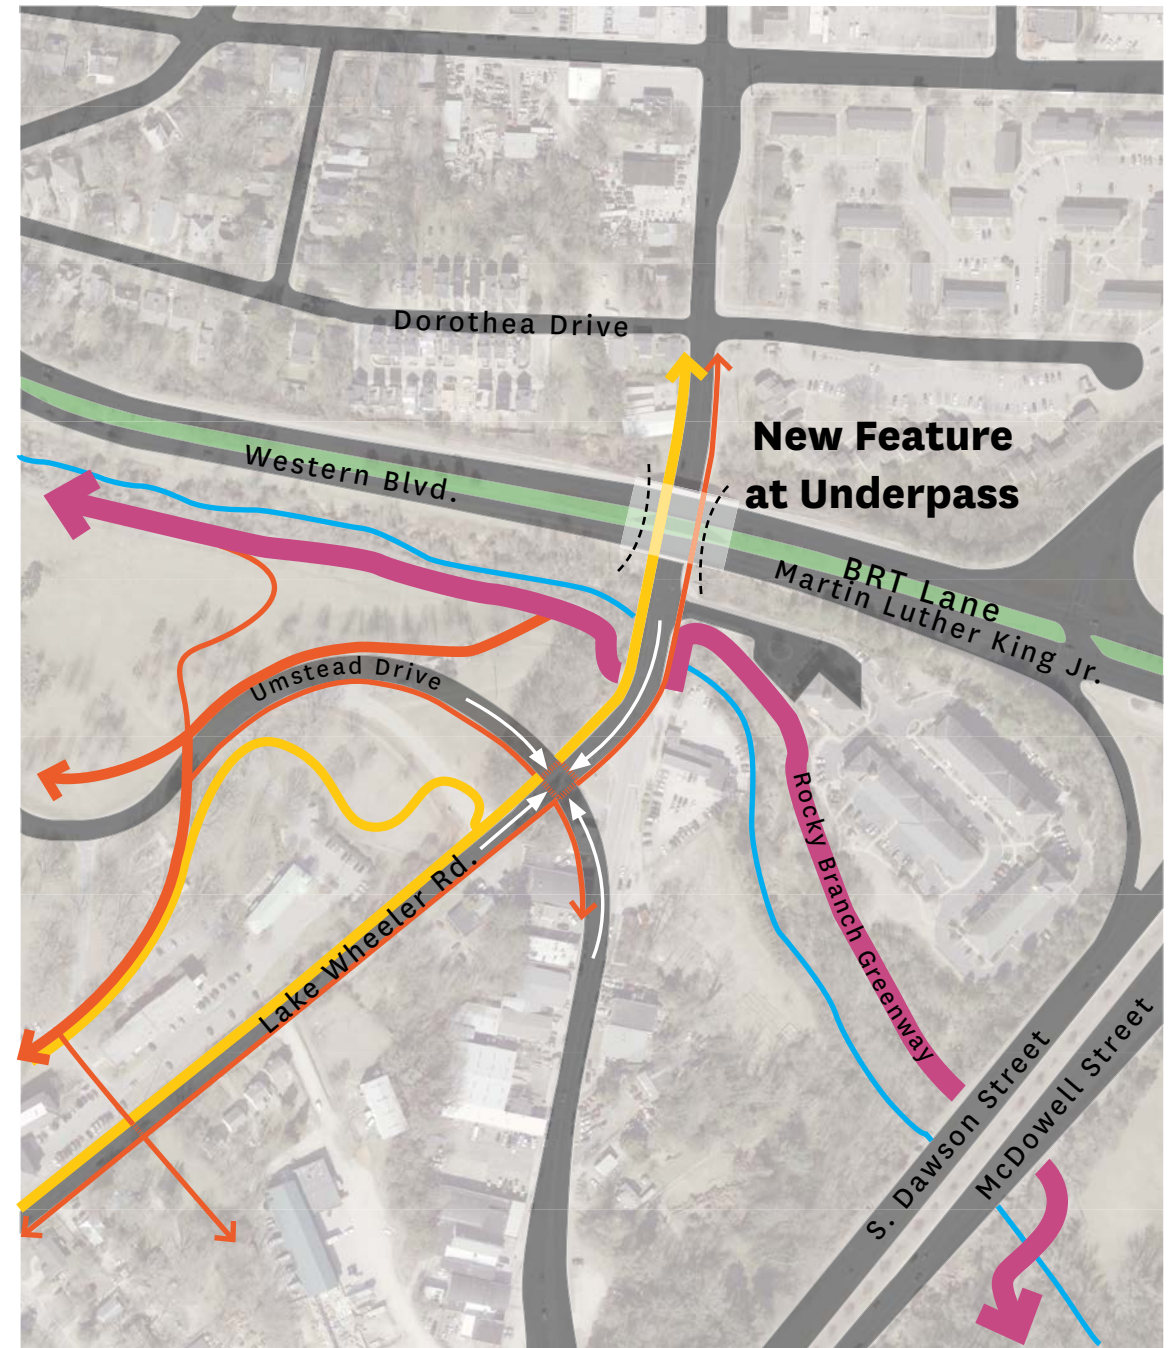 Dorothea Drive
New Feature
at Underpass
Western Blvd.
BRT Lane
Martin Luther King Jr.
Umstead Drive
Rocky Branch Greenway
Lake Wheeler Rd.
S. Dawson Street
McDowell Street